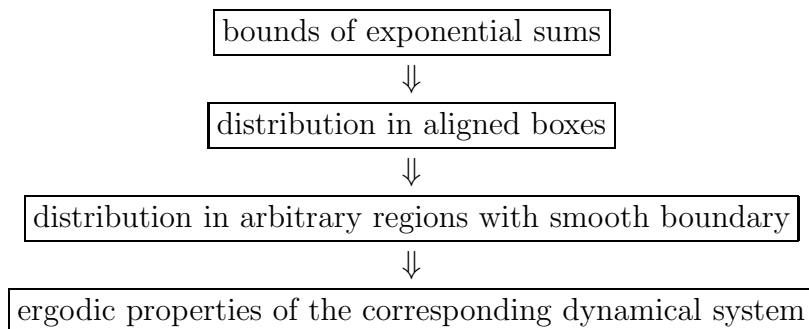 bounds of exponential sums
⇓
distribution in aligned boxes
⇓
distribution in arbitrary regions with smooth boundary
⇓
ergodic properties of the corresponding dynamical system